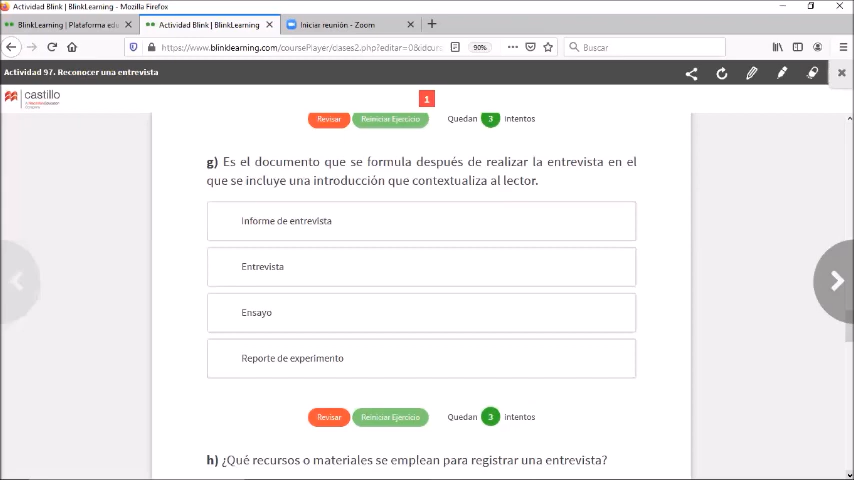 Actividad Blink | BlinkLearning - Mozilla Firefox
BlinkLearning | Plataforma edu
Actividad Blink | BlinkLearning
Iniciar reunión - Zoom
https://www.blinklearning.com/coursePlayer/clases2.php?editar=0&idcurs
90%
Buscar
Actividad 97. Reconocer una entrevista
castillo
1
Revisar
Reiniciar Ejercicio
Quedan 3 intentos
g) Es el documento que se formula después de realizar la entrevista en el
que se incluye una introducción que contextualiza al lector.
Informe de entrevista
Entrevista
Ensayo
Reporte de experimento
Revisar
Reiniciar Ejercicio
Quedan 3 intentos
h) ¿Qué recursos o materiales se emplean para registrar una entrevista?